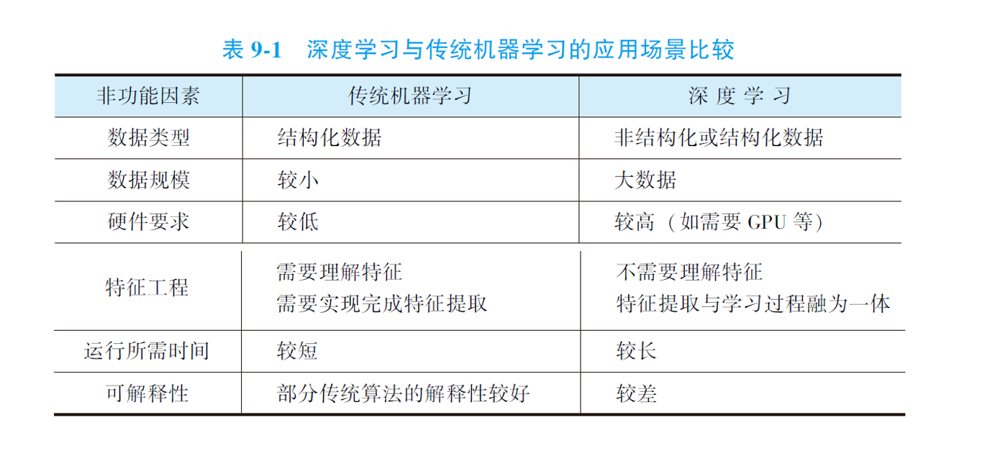 表 9-1 深度学习与传统机器学习的应用场景比较
非功能因素 传统机器学习 深度学习
数据类型 结构化数据 非结构化或结构化数据
数据规模 较小 大数据
硬件要求 较低 较高（如需要 GPU 等）
特征工程
需要理解特征 不需要理解特征
需要实现完成特征提取 特征提取与学习过程融为一体
运行所需时间 较短 较长
可解释性 部分传统算法的解释性较好 较差